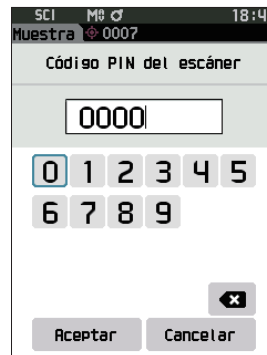 SCI M0 18:4
Muestra 0007
Código PIN del escáner
0000
0 1 2 3 4 5
6 7 8 9
Aceptar Cancelar